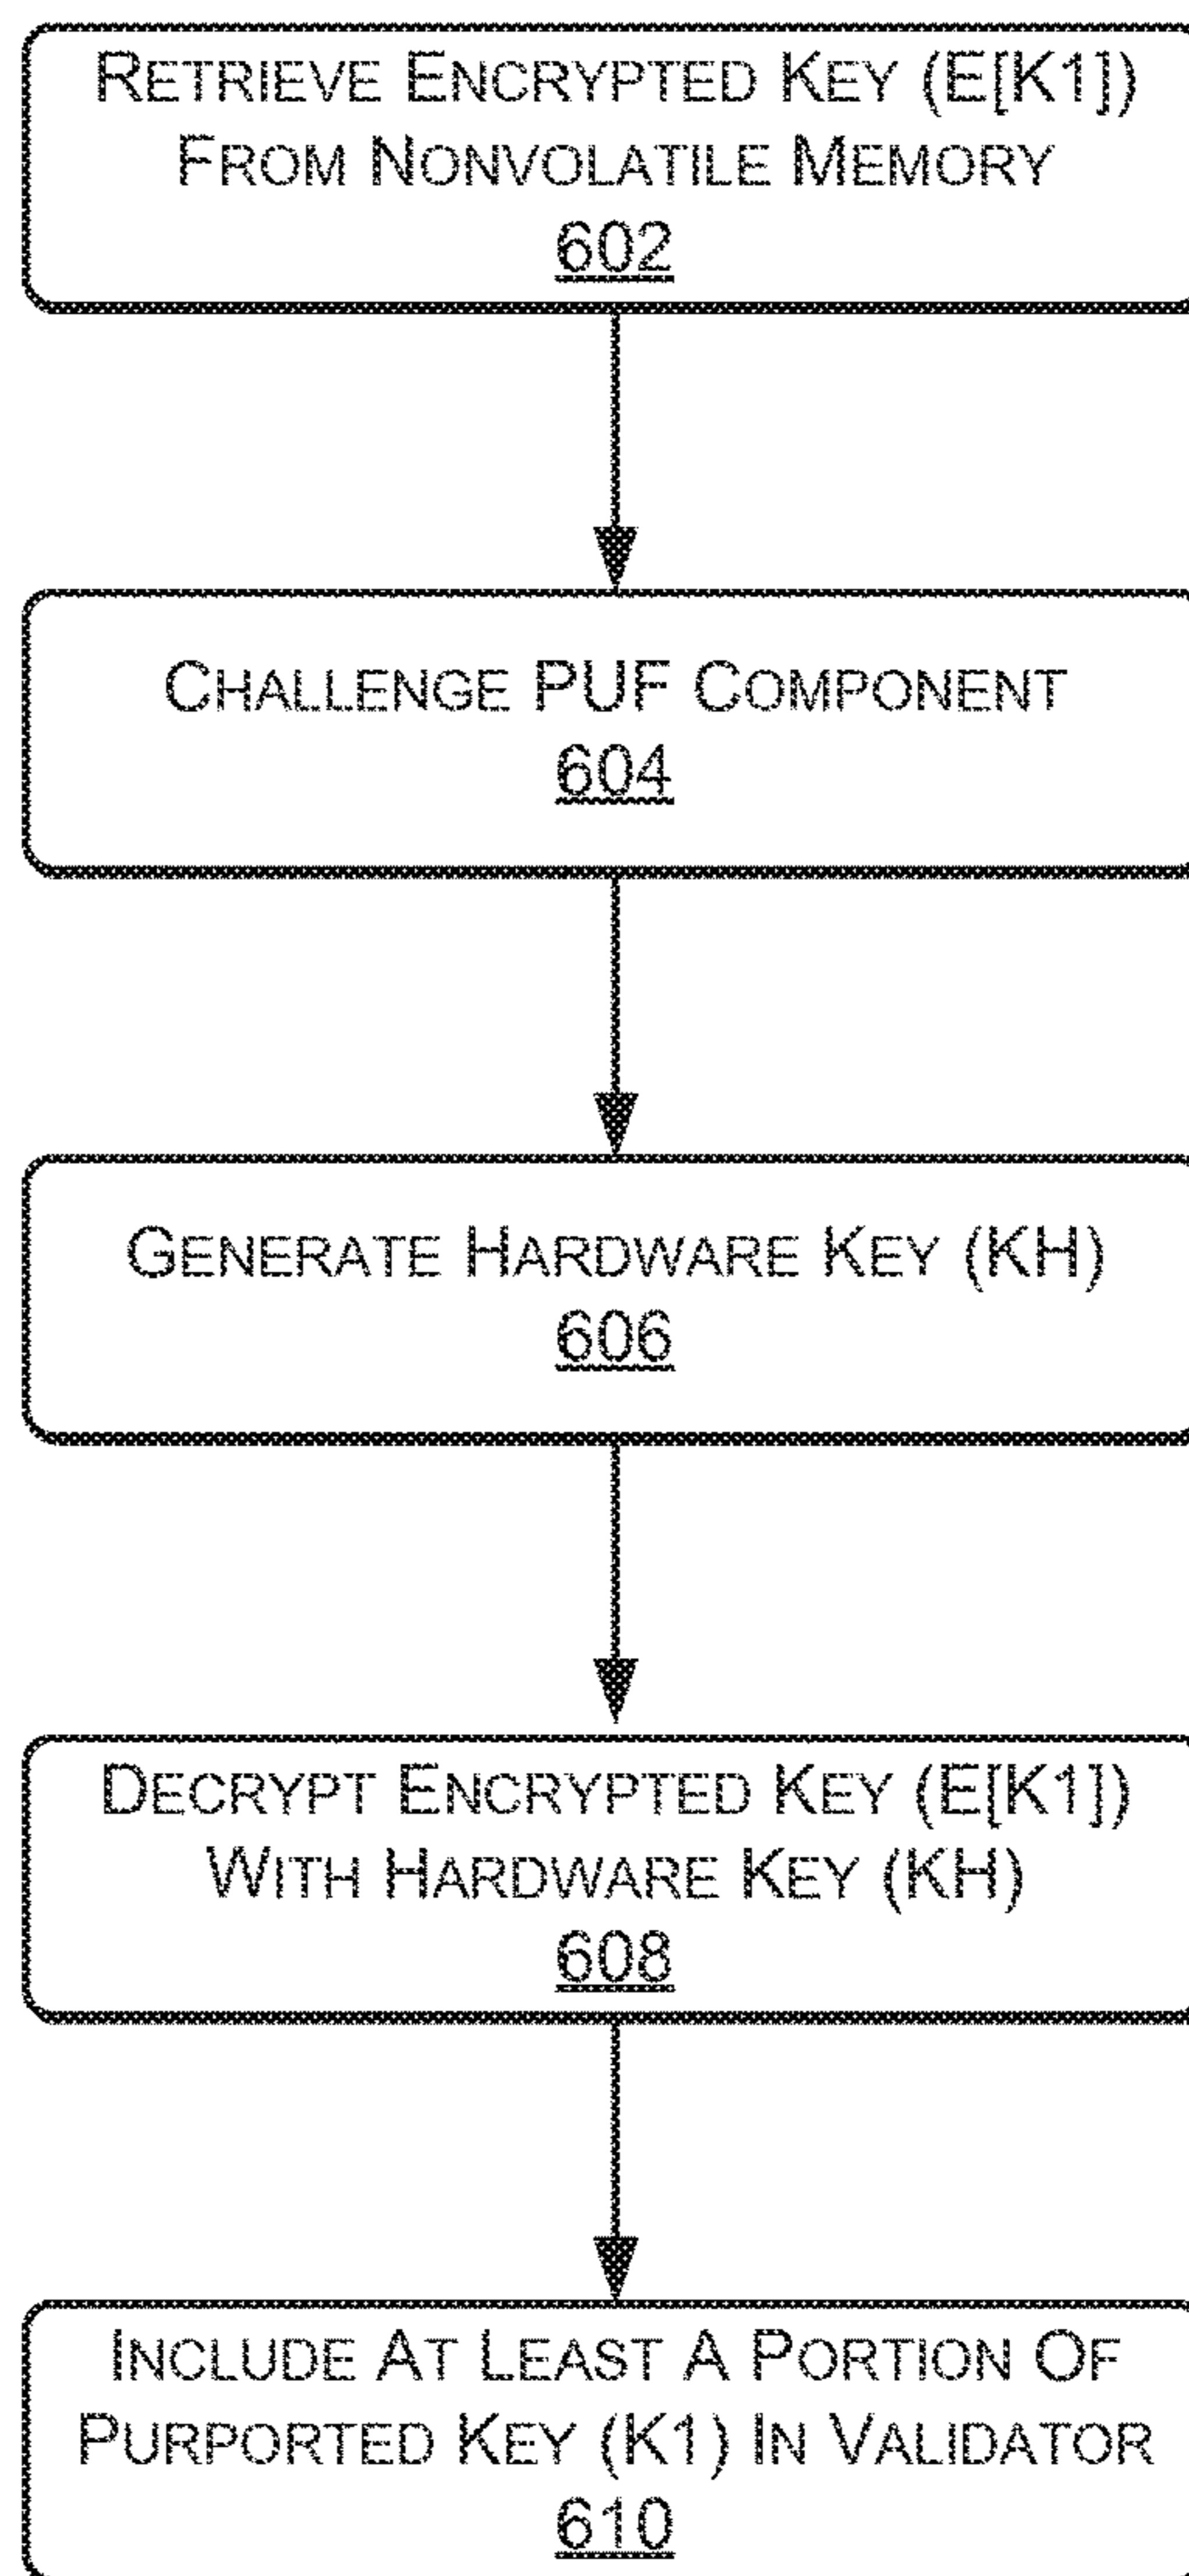 RETRIEVE ENCRYPTED KEY (E[K1])
FROM NONVOLATILE MEMORY
602
CHALLENGE PUF COMPONENT
604
GENERATE HARDWARE KEY (KH)
606
DECRYPT ENCRYPTED KEY (E[K1])
WITH HARDWARE KEY (KH)
608
INCLUDE AT LEAST A PORTION OF
PURPORTED KEY (K1) IN VALIDATOR
610